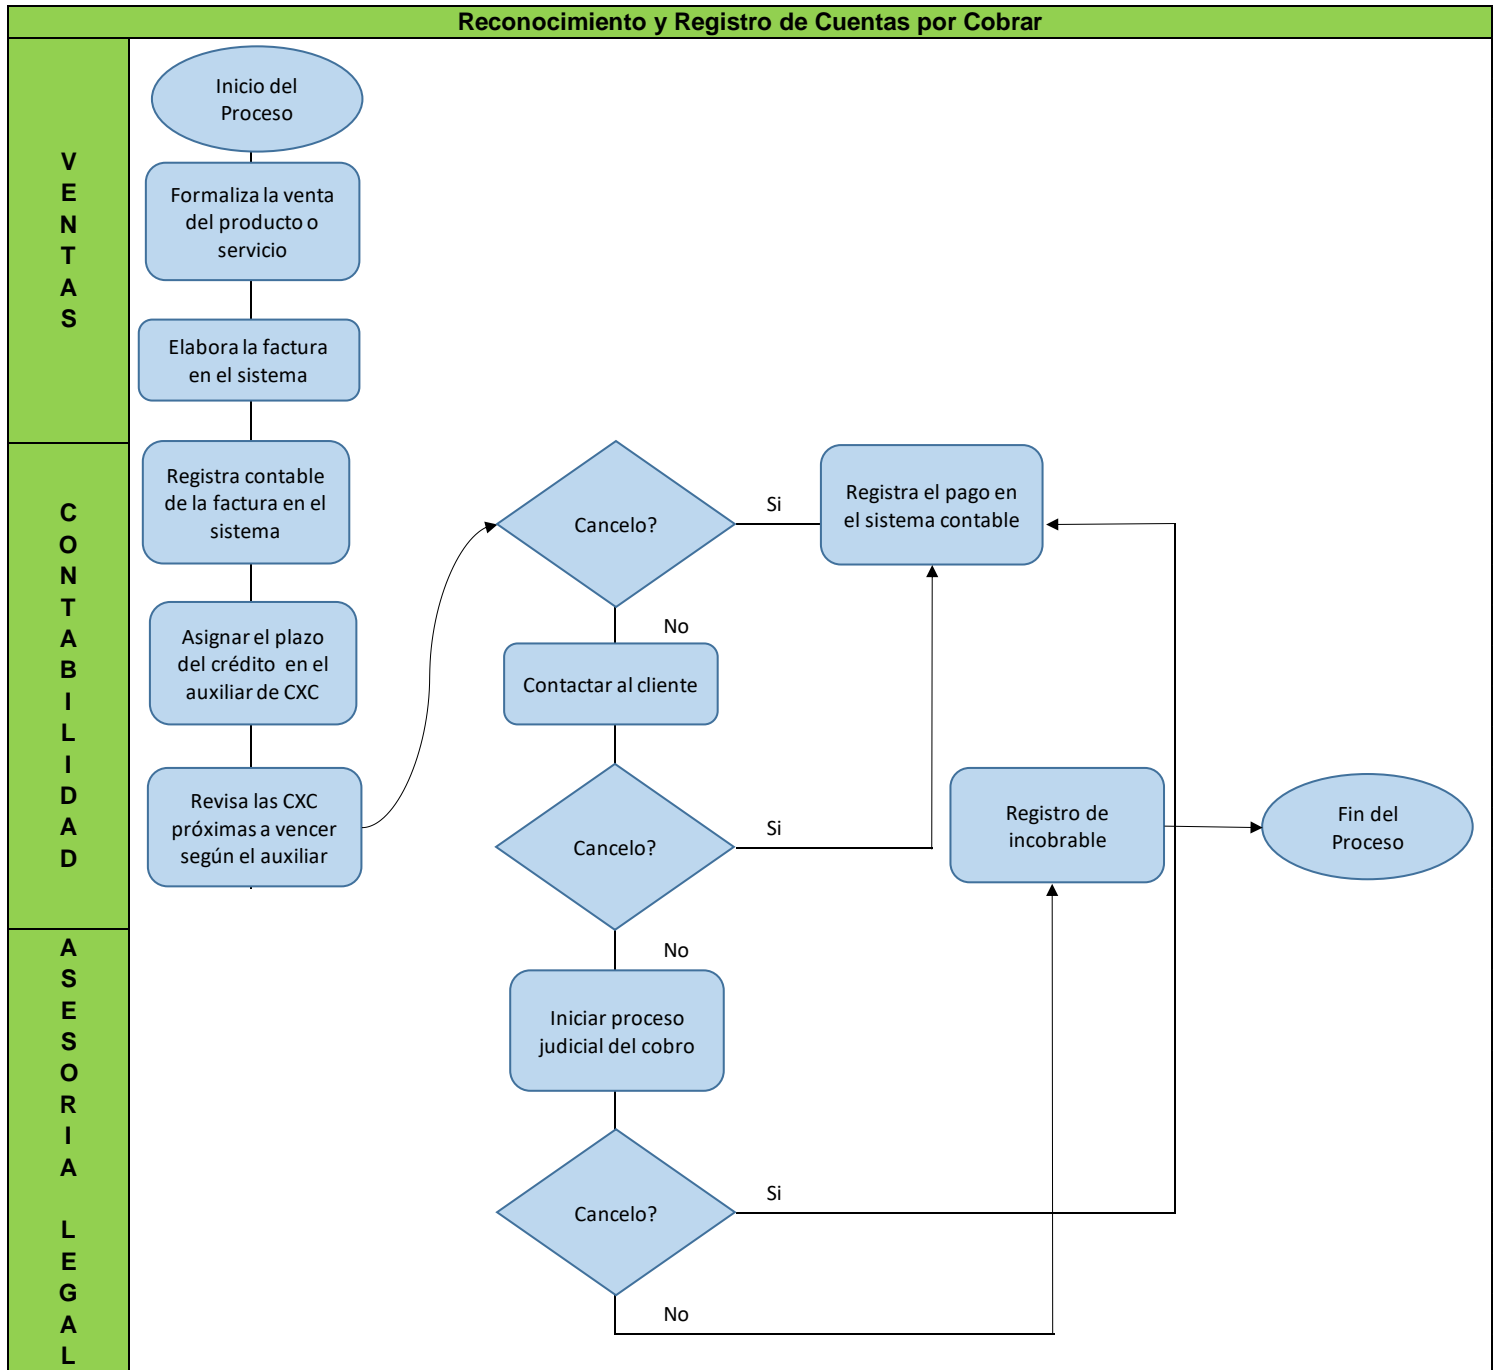 Reconocimiento y Registro de Cuentas por Cobrar
V
E
N
T
A
S
Inicio del
Proceso
Formaliza la venta
del producto o
servicio
Elabora la factura
en el sistema
C
O
N
T
A
B
I
L
I
D
A
D
Registra contable
de la factura en el
sistema
Asignar el plazo
del crédito en el
auxiliar de CXC
Revisa las CXC
próximas a vencer
según el auxiliar
Cancelo?
Si
Registra el pago en
el sistema contable
No
Contactar al cliente
Cancelo?
Si
No
Registro de
incobrable
Fin del
Proceso
A
S
E
S
O
R
I
A
L
E
G
A
L
Iniciar proceso
judicial del cobro
Cancelo?
Si
No